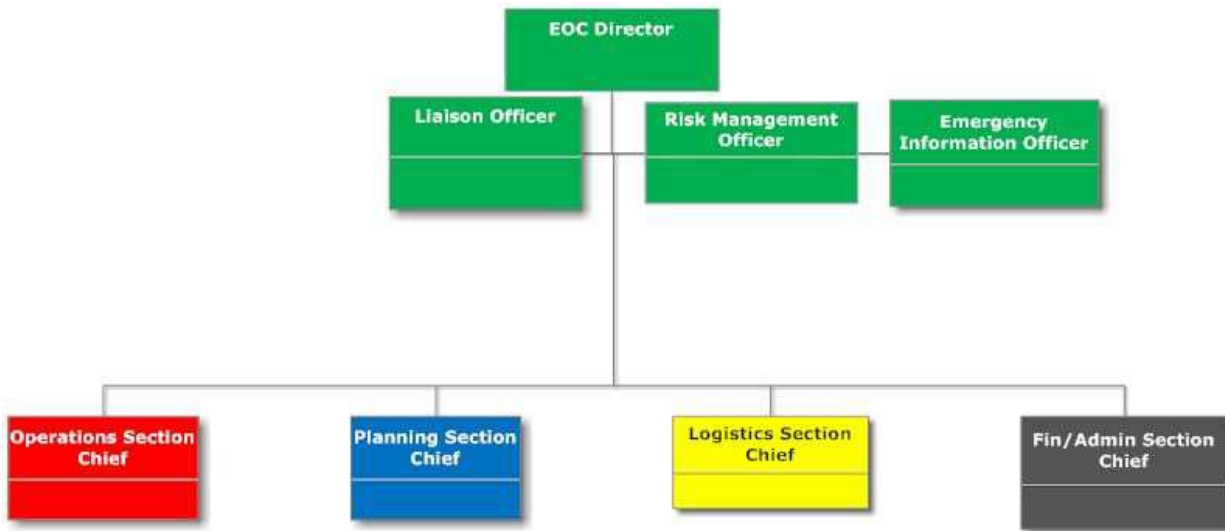 EOC Director
Liaison Officer
Risk Management
Officer
Emergency
Information Officer
Operations Section
Chief
Planning Section
Chief
Logistics Section
Chief
Fin/Admin Section
Chief